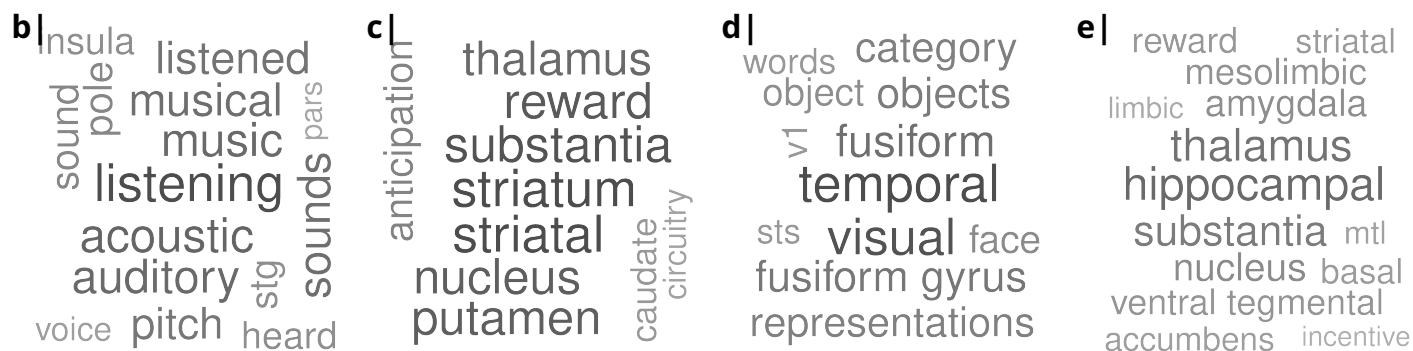 b|
insula
listened
sound
pole
musical
pars
music
listening
sounds
acoustic
auditory
stg
voice
pitch
heard
c|
anticipation
thalamus
reward
substantia
striatum
striatal
nucleus
putamen
caudate
circuitry
d|
words
category
object objects
v1
fusiform
temporal
sts
visual
face
fusiform gyrus
representations
e|
reward
striatal
mesolimbic
limbic
amygdala
thalamus
hippocampal
substantia
mtl
nucleus
basal
ventral tegmental
accumbens
incentive